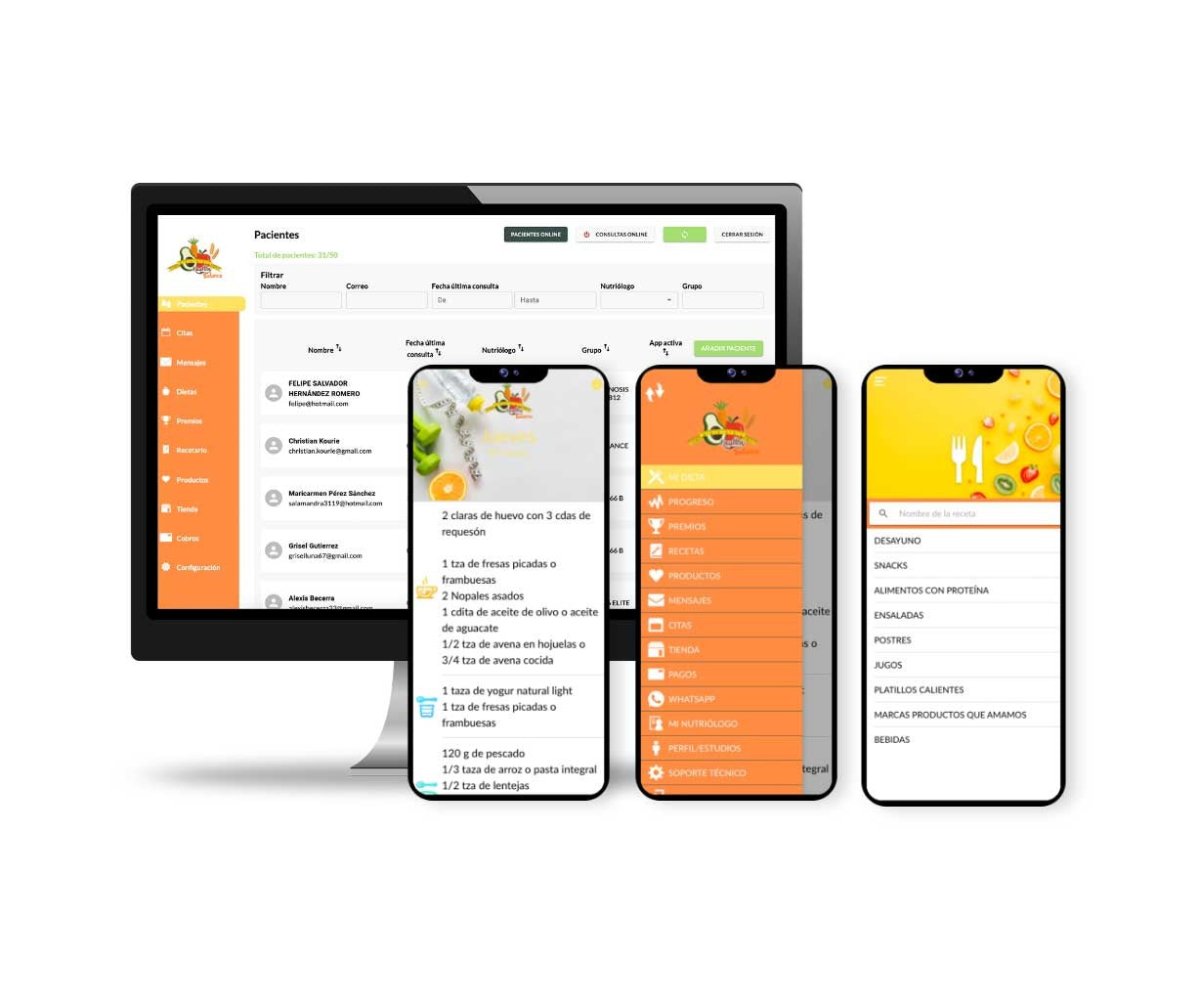 Pacientes
PACIENTES ONLINE
CONSULTAS ONLINE
CERRAR SESIÓN
Total de pacientes: 31/50
Filtrar
Nombre
Correo
Fecha última consulta
Nutriólogo
Grupo
De
Hasta
Pacientes
Citas
Mensajes
Dietas
Premios
Recetario
Productos
Tienda
Cobros
Configuración
Nombre
Fecha última
consulta
Nutriólogo
Grupo
App activa
AÑADIR PACIENTE
FELIPE SALVADOR
HERNÁNDEZ ROMERO
felipe@hotmail.com
NOSIS
B12
Christian Kourie
christian.kourie@gmail.com
ANCE
Maricarmen Pérez Sánchez
salamandra3119@hotmail.com
66 B
Grisel Gutierrez
griselluna67@gmail.com
66 B
Alexis Becerra
ELITE
2 claras de huevo con 3 cdas de
requesón
1 tza de fresas picadas o
frambuesas
2 Nopales asados
1 cdita de aceite de olivo o aceite
de aguacate
1/2 tza de avena en hojuelas o
3/4 tza de avena cocida
1 taza de yogur natural light
1 tza de fresas picadas o
frambuesas
120 g de pescado
1/3 taza de arroz o pasta integral
1/2 tza de lentejas
MI DIETA
PROGRESO
PREMIOS
RECETAS
PRODUCTOS
MENSAJES
CITAS
TIENDA
PAGOS
WHATSAPP
MI NUTRIÓLOGO
PERFIL/ESTUDIOS
SOPORTE TÉCNICO
s de
aceite
s o
tegral
Nombre de la receta
DESAYUNO
SNACKS
ALIMENTOS CON PROTEÍNA
ENSALADAS
POSTRES
JUGOS
PLATILLOS CALIENTES
MARCAS PRODUCTOS QUE AMAMOS
BEBIDAS